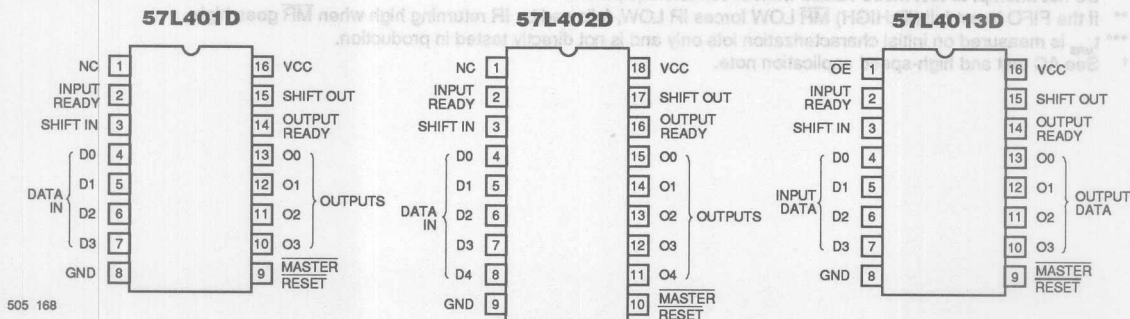 57L401D
NC 1
INPUT READY 2
SHIFT IN 3
DATA IN
D0 4
D1 5
D2 6
D3 7
GND 8
16 VCC
15 SHIFT OUT
14 OUTPUT READY
13 O0
12 O1
11 O2
10 O3
OUTPUTS
9 MASTER RESET
57L402D
NC 1
INPUT READY 2
SHIFT IN 3
DATA IN
D0 4
D1 5
D2 6
D3 7
D4 8
GND 9
18 VCC
17 SHIFT OUT
16 OUTPUT READY
15 O0
14 O1
13 O2
12 O3
11 O4
OUTPUTS
10 MASTER RESET
57L4013D
OE 1
INPUT READY 2
SHIFT IN 3
INPUT DATA
D0 4
D1 5
D2 6
D3 7
GND 8
16 VCC
15 SHIFT OUT
14 OUTPUT READY
13 O0
12 O1
11 O2
10 O3
OUTPUT DATA
9 MASTER RESET
505 168